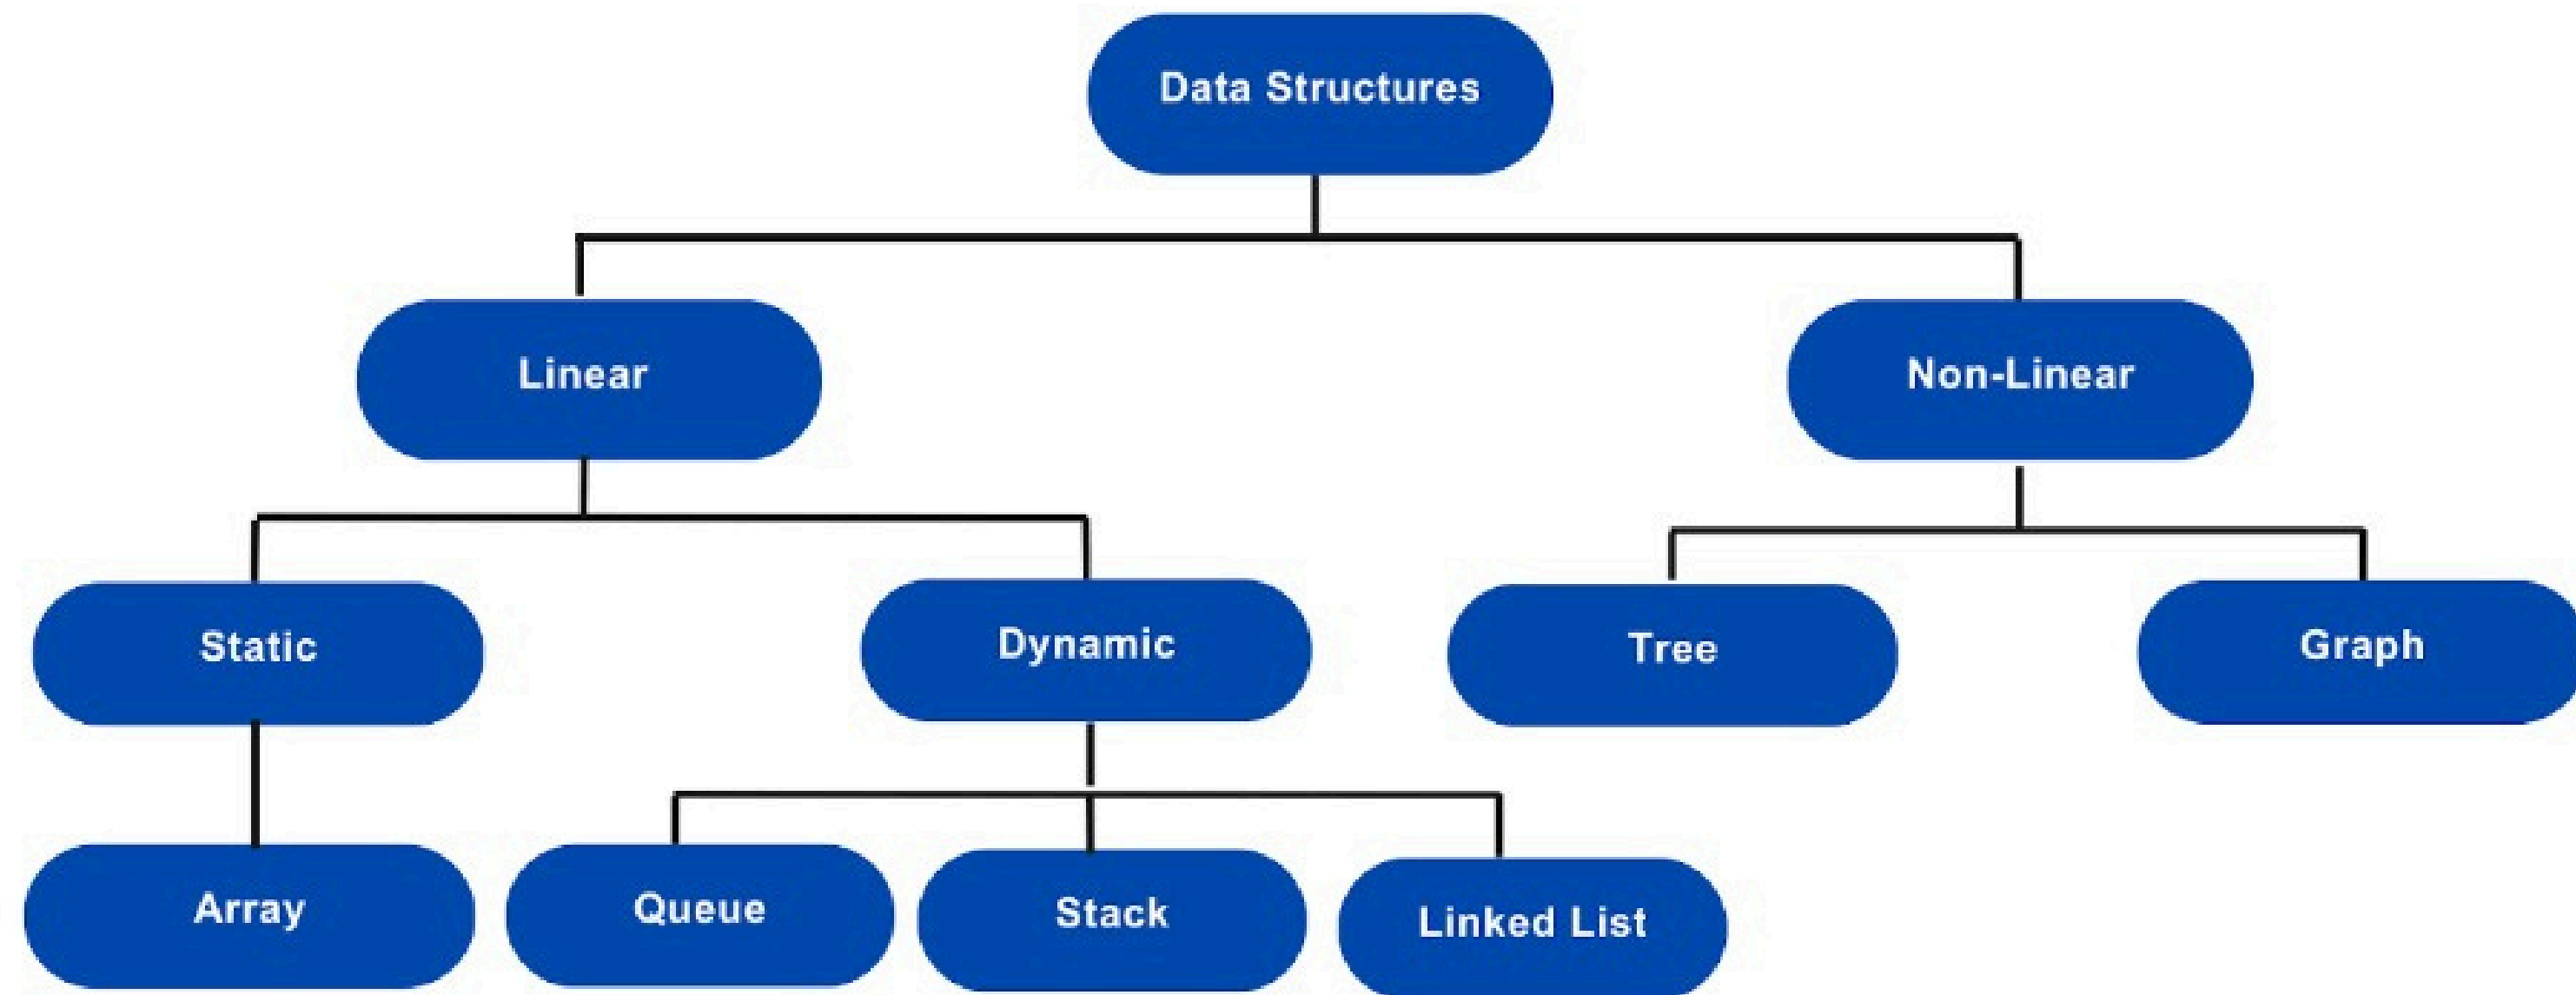 Data Structures
Linear
Non-Linear
Static
Dynamic
Tree
Graph
Array
Queue
Stack
Linked List